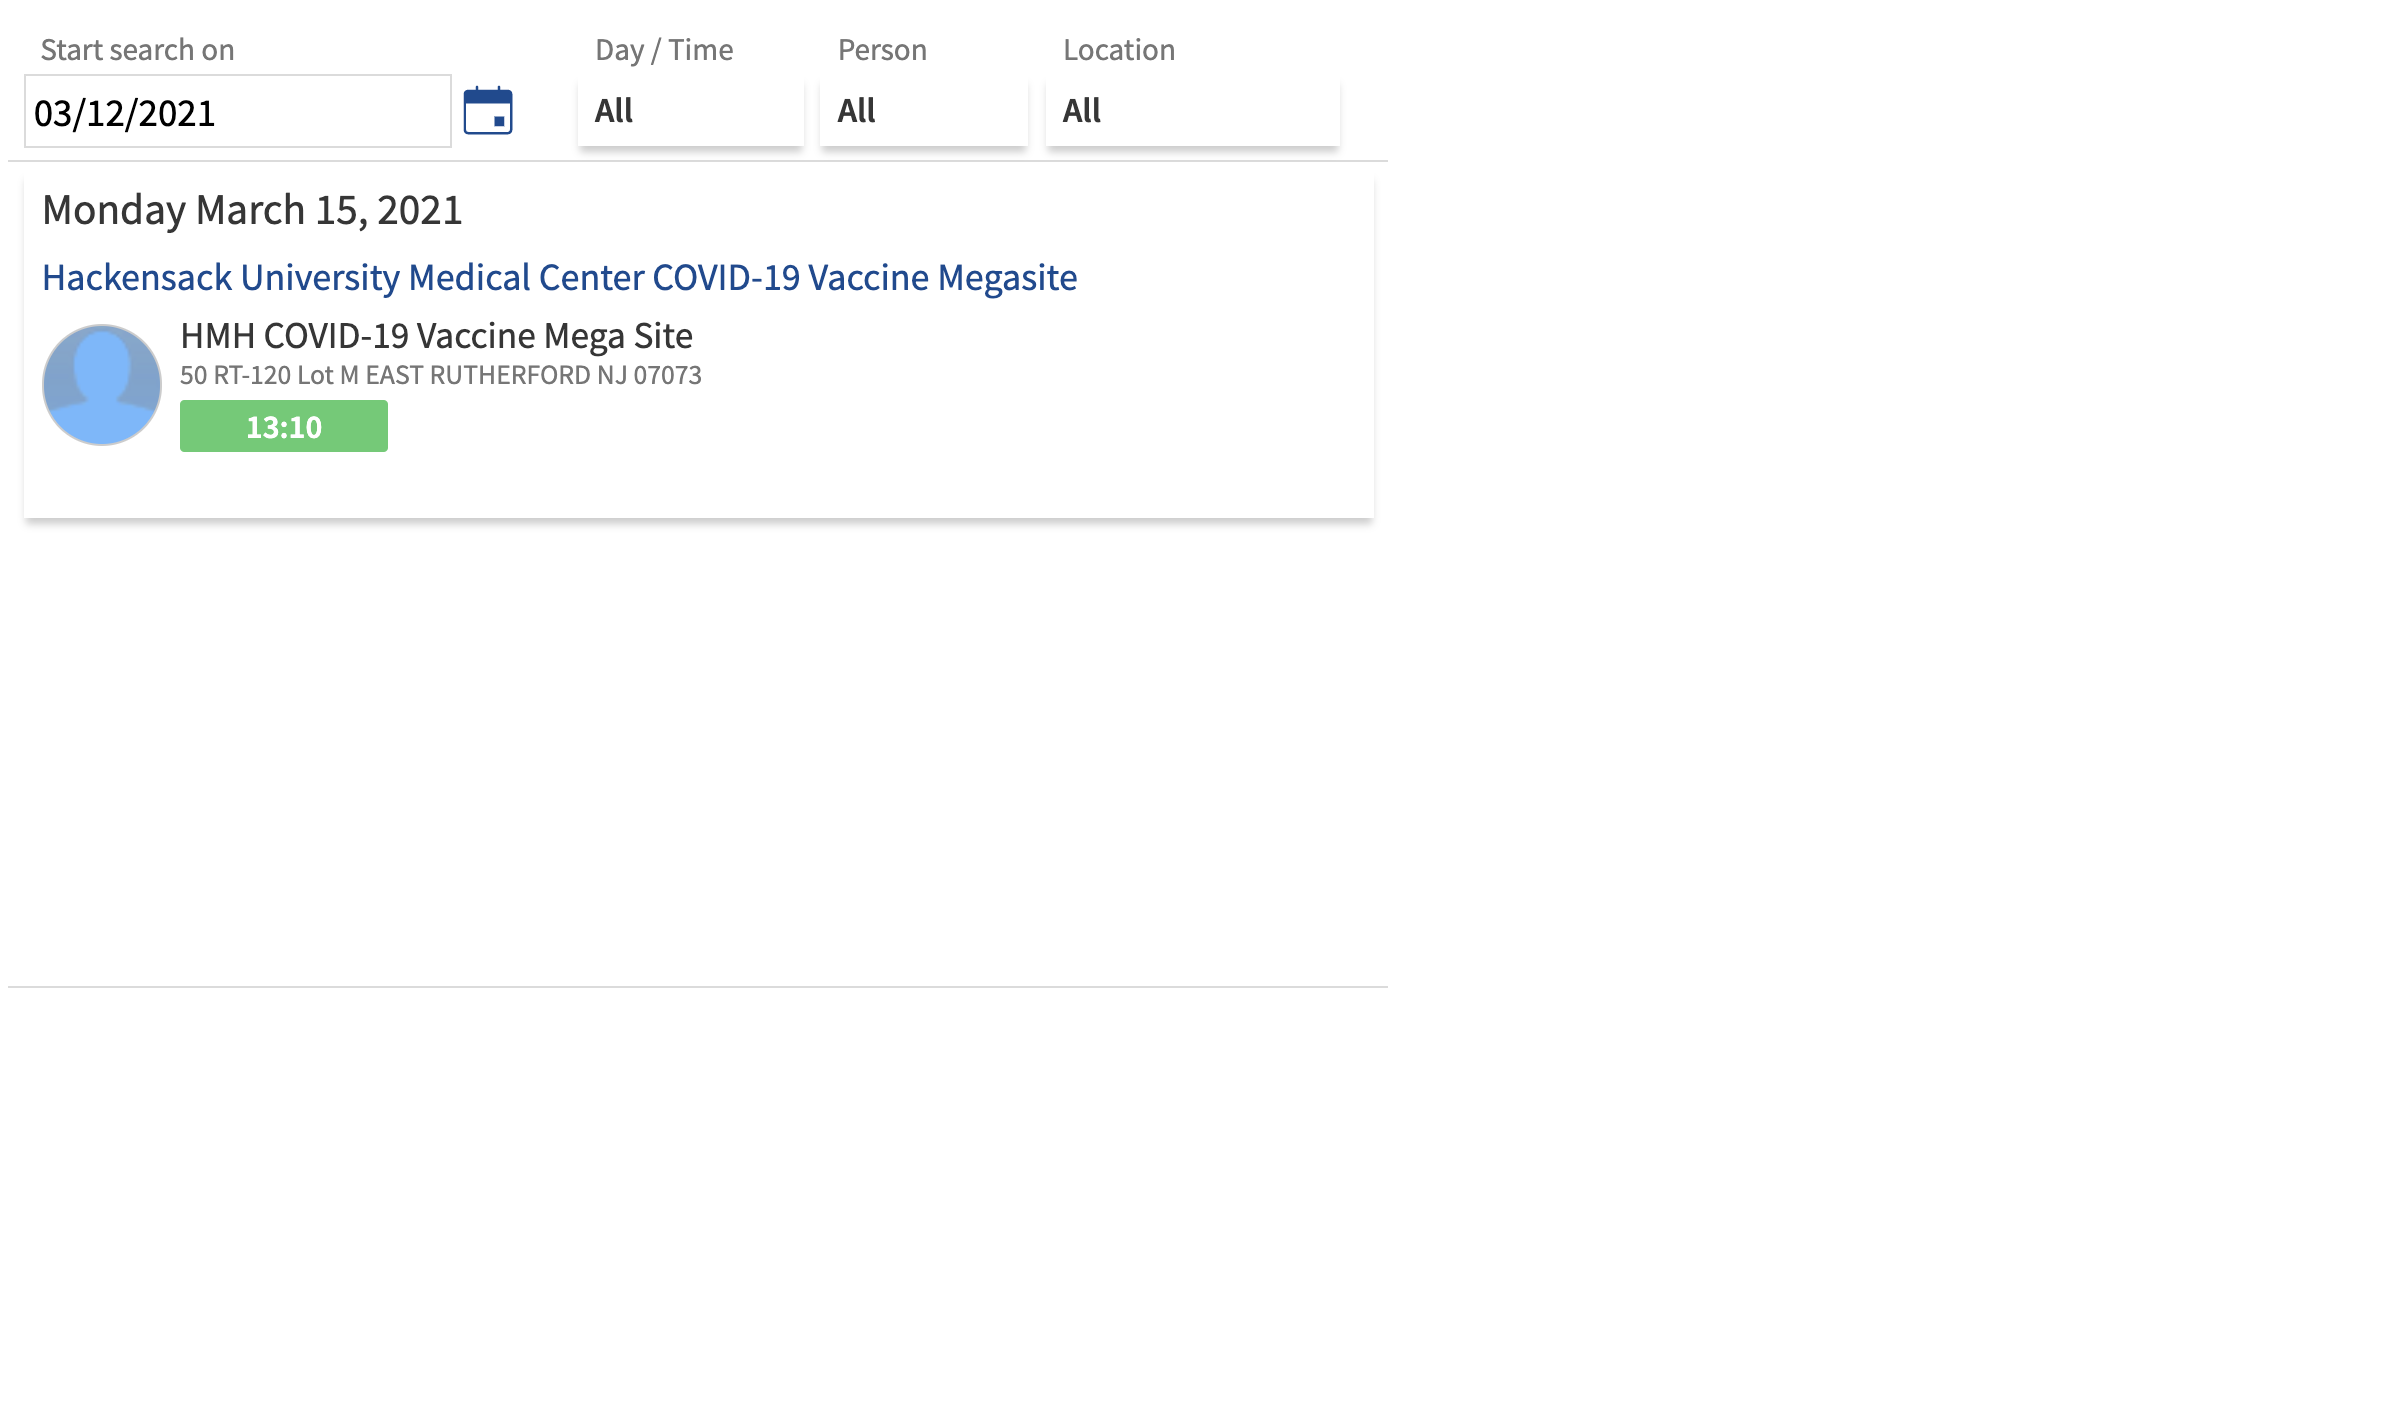 Start search on
Day / Time
Person
Location
03/12/2021
All
All
All
Monday March 15, 2021
Hackensack University Medical Center COVID-19 Vaccine Megasite
HMH COVID-19 Vaccine Mega Site
50 RT-120 Lot M EAST RUTHERFORD NJ 07073
13:10